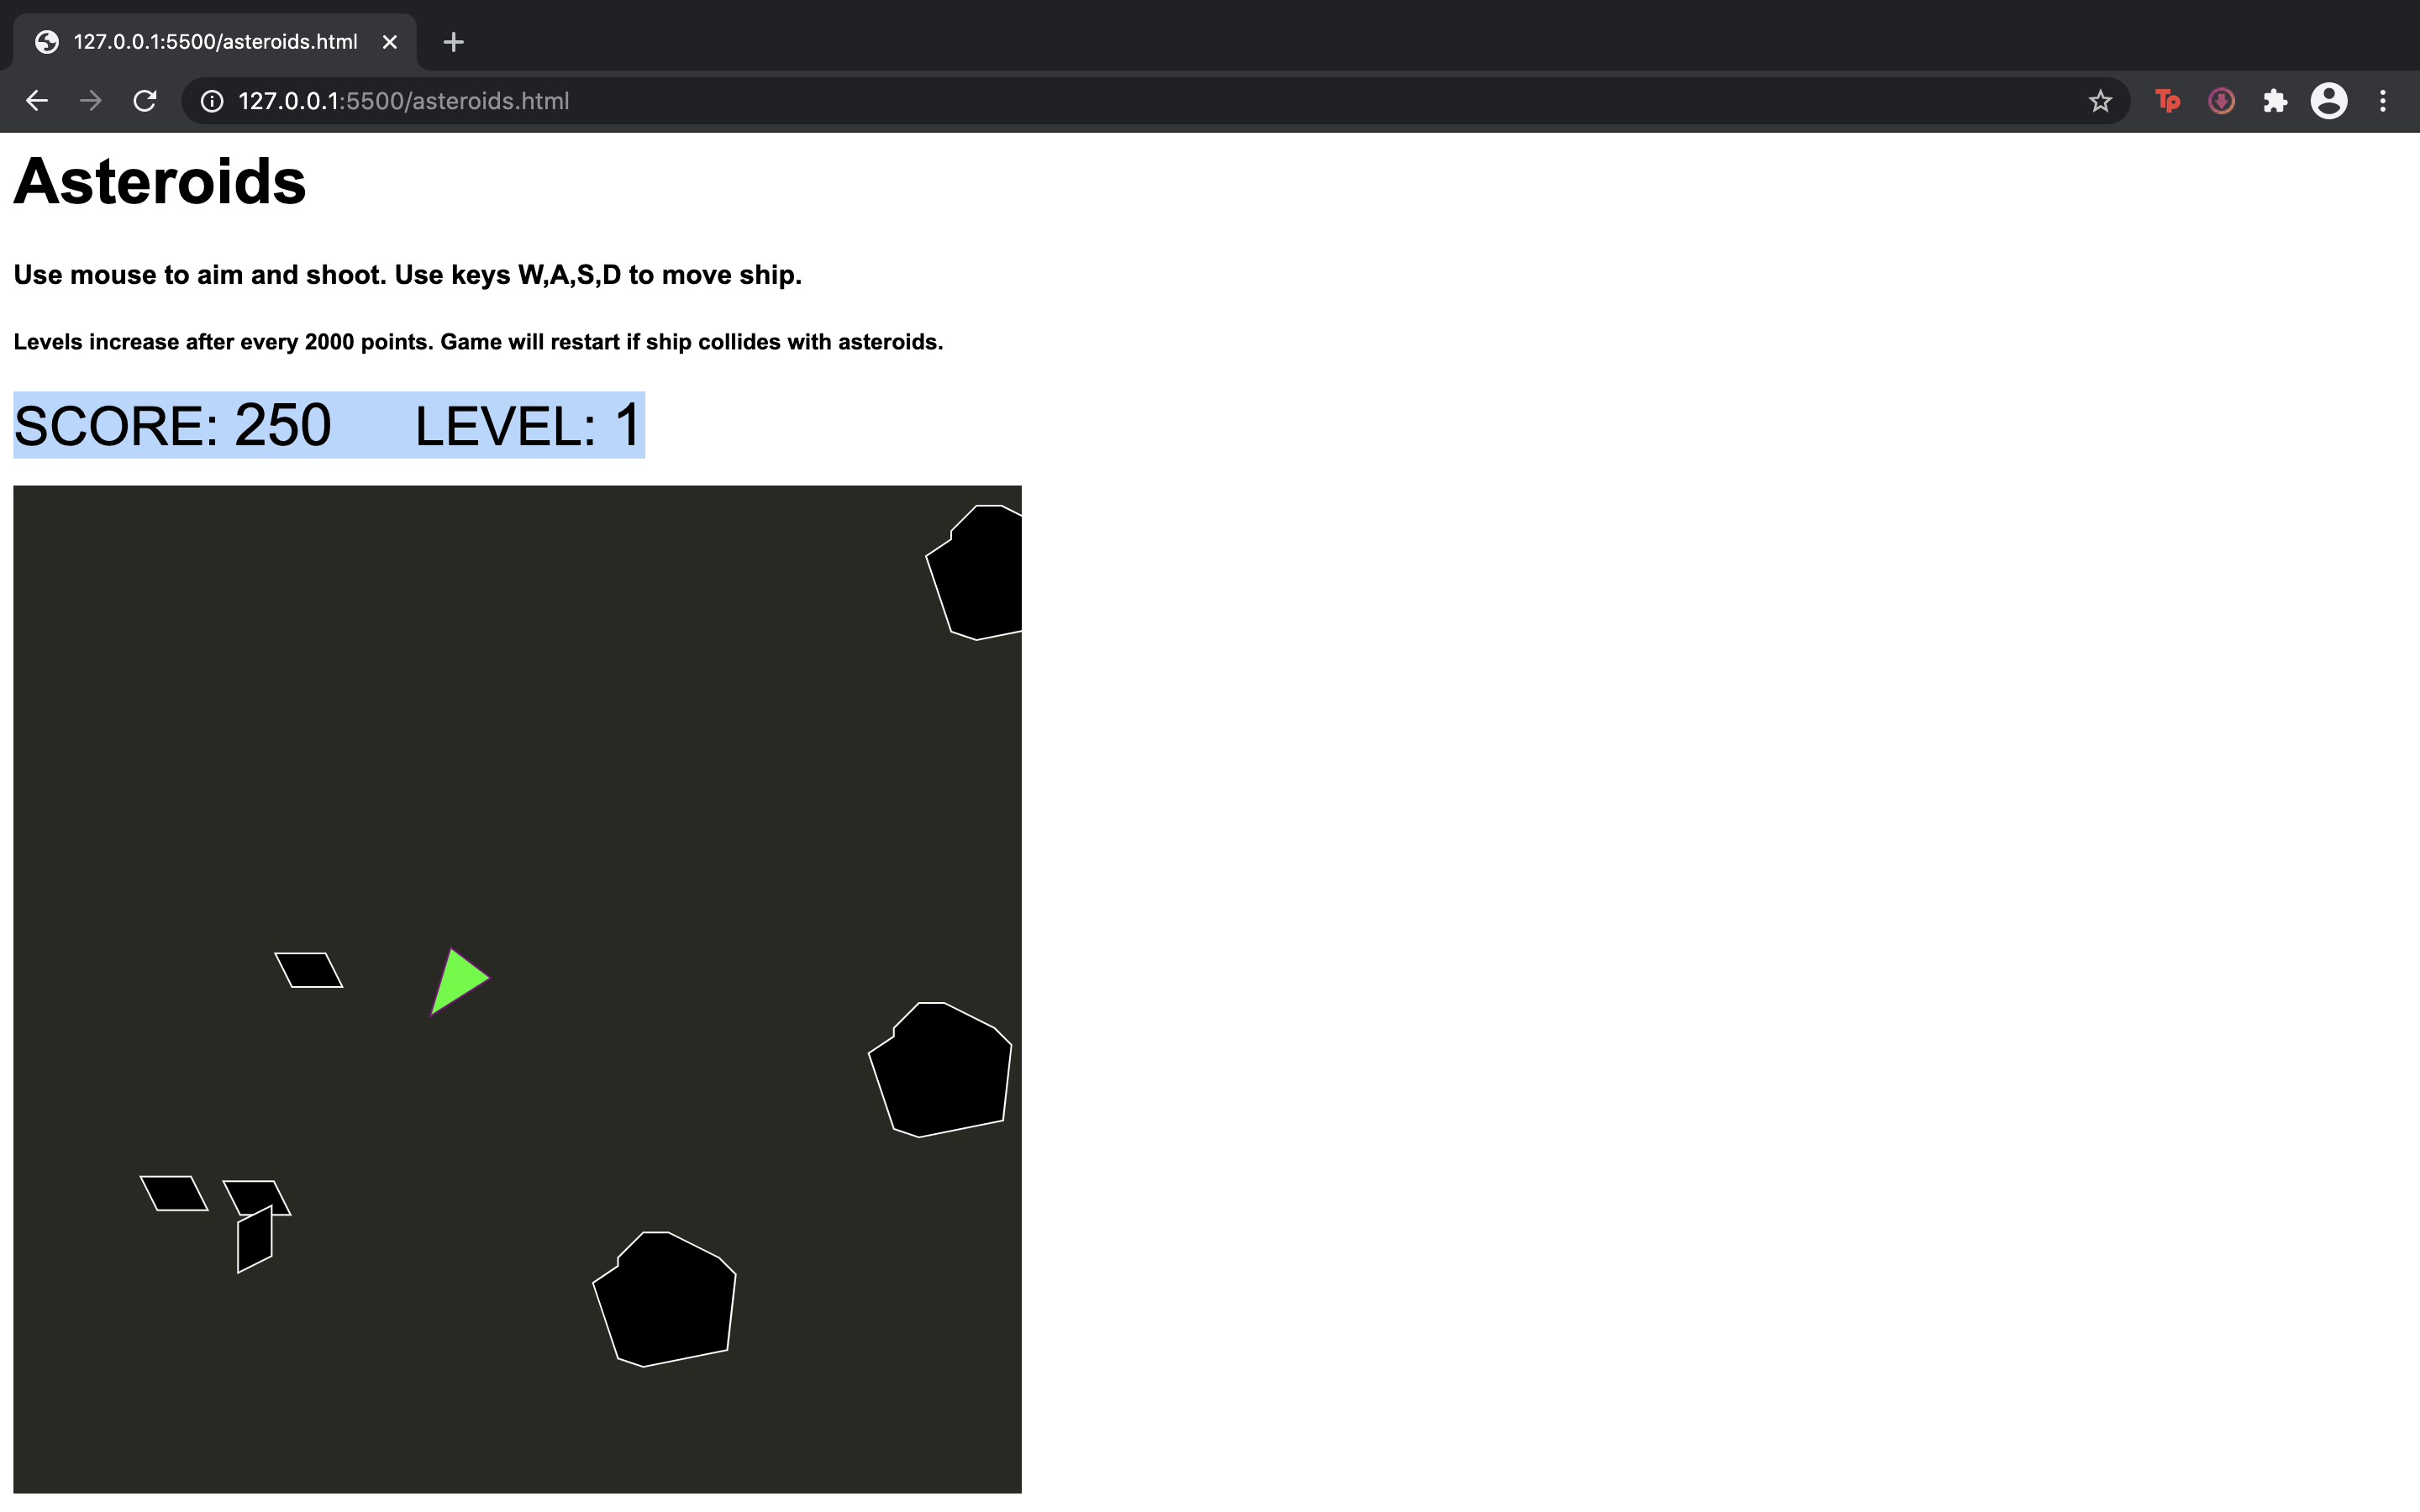 127.0.0.1:5500/asteroids.html
127.0.0.1:5500/asteroids.html
Tp
Asteroids
Use mouse to aim and shoot. Use keys W,A,S,D to move ship.
Levels increase after every 2000 points. Game will restart if ship collides with asteroids.
SCORE: 250 LEVEL: 1